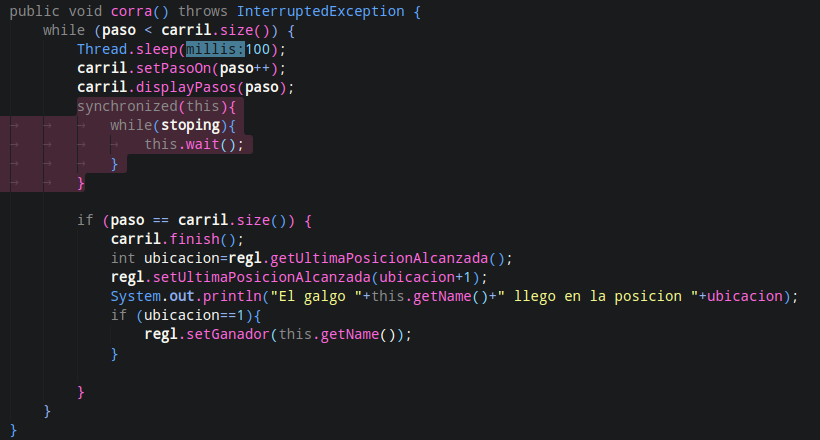 public void corra() throws InterruptedException {
while (paso < carril.size()) {
Thread.sleep(millis:100);
carril.setPasoOn(paso++);
carril.displayPasos(paso);
synchronized(this){
while(stoping){
this.wait();
}
}
if (paso == carril.size()) {
carril.finish();
int ubicacion=regl.getUltimaPosicionAlcanzada();
regl.setUltimaPosicionAlcanzada(ubicacion+1);
System.out.println("El galgo "+this.getName()+" llego en la posicion "+ubicacion);
if (ubicacion==1){
regl.setGanador(this.getName());
}
}
}
}